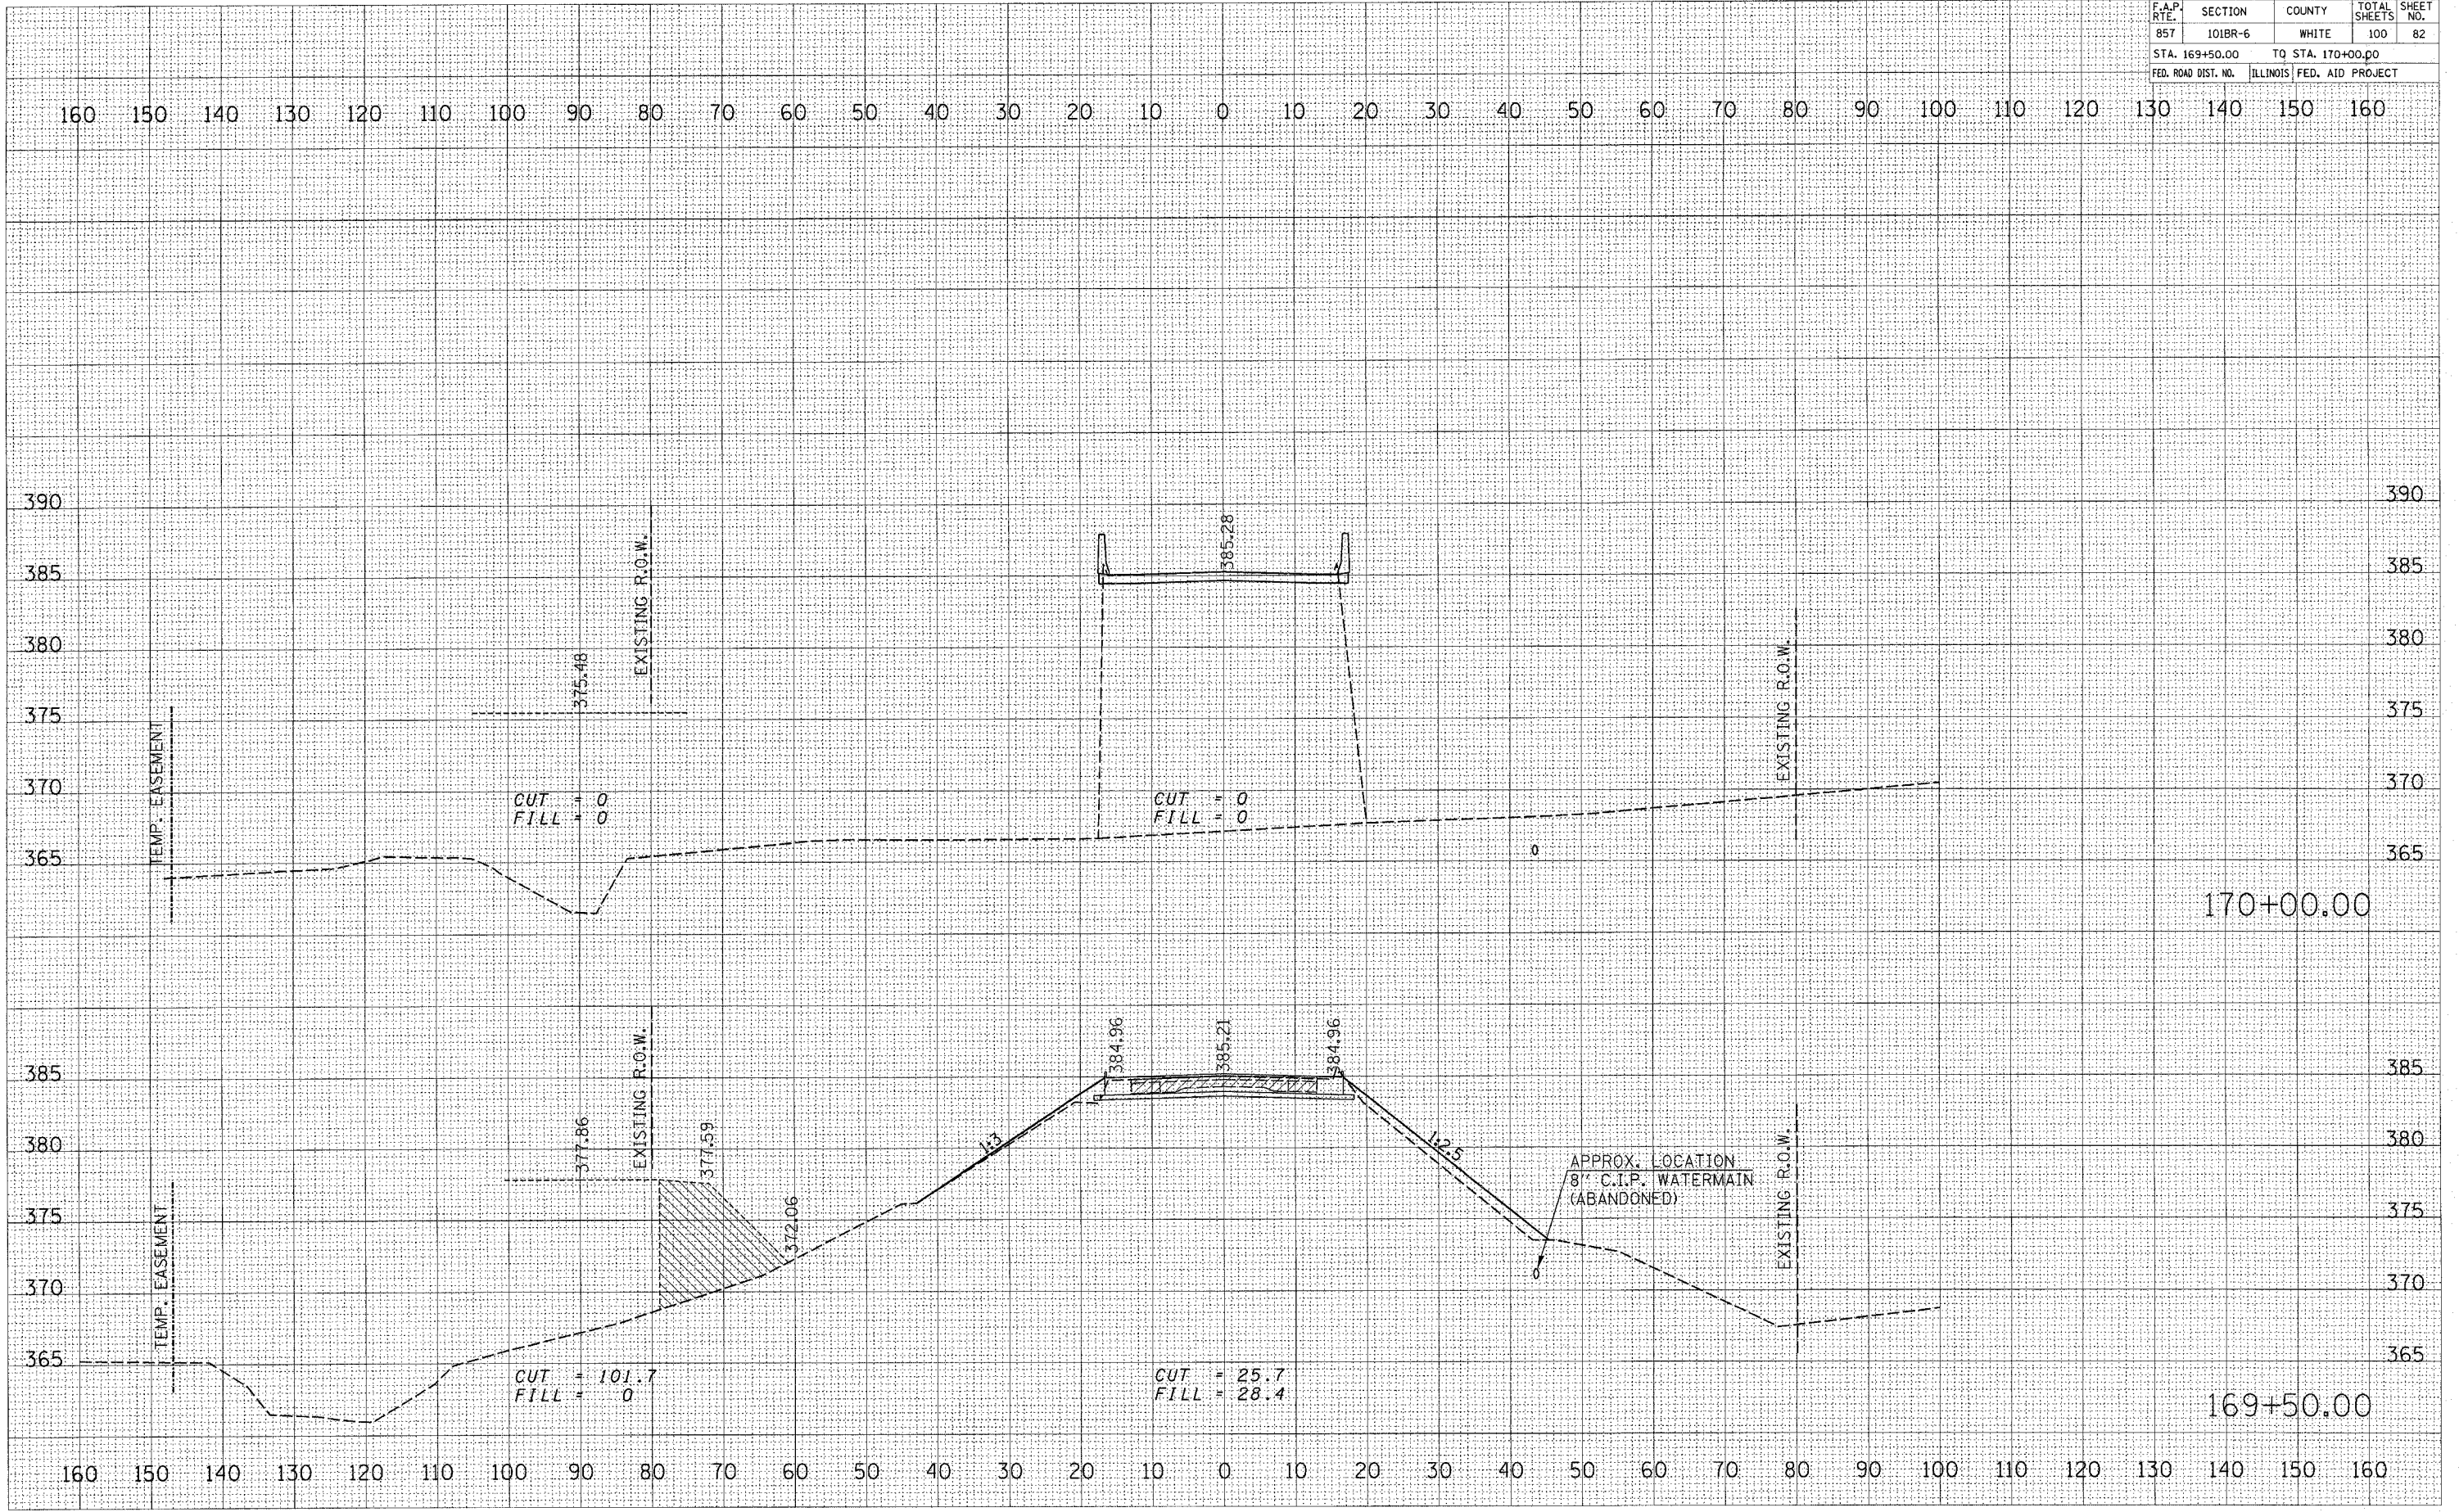 F.A.P. RTE. SECTION COUNTY TOTAL SHEETS SHEET NO.
857 101BR-6 WHITE 100 82
STA. 169+50.00 TO STA. 170+00.00
FED. ROAD DIST. NO. ILLINOIS FED. AID PROJECT
160 150 140 130 120 110 100 90 80 70 60 50 40 30 20 10 0 10 20 30 40 50 60 70 80 90 100 110 120 130 140 150 160
390 390
385 385
380 380
375 375
370 370
365 365
385.28
EXISTING R.O.W.
375.48
TEMP. EASEMENT
EXISTING R.O.W.
CUT = 0
FILL = 0
CUT = 0
FILL = 0
170+00.00
385 385
380 380
375 375
370 370
365 365
384.96
385.21
384.96
EXISTING R.O.W.
377.86
377.59
372.06
1:3
1:2.5
APPROX. LOCATION
8" C.I.P. WATERMAIN
(ABANDONED)
EXISTING R.O.W.
TEMP. EASEMENT
CUT = 101.7
FILL = 0
CUT = 25.7
FILL = 28.4
169+50.00
160 150 140 130 120 110 100 90 80 70 60 50 40 30 20 10 0 10 20 30 40 50 60 70 80 90 100 110 120 130 140 150 160